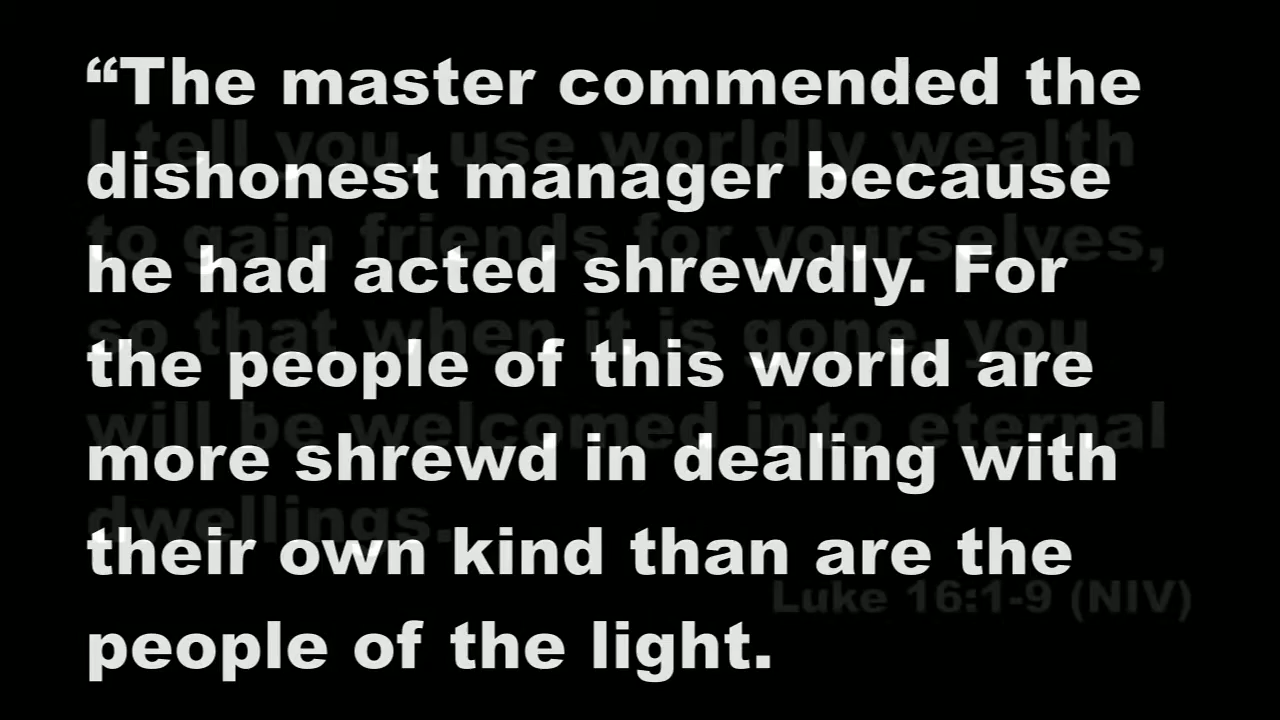 “The master commended the
dishonest manager because
he had acted shrewdly. For
the people of this world are
more shrewd in dealing with
their own kind than are the
people of the light.
I tell you, use worldly wealth
to gain friends for yourselves,
so that when it is gone, you
will be welcomed into eternal
dwellings.
Luke 16:1-9 (NIV)